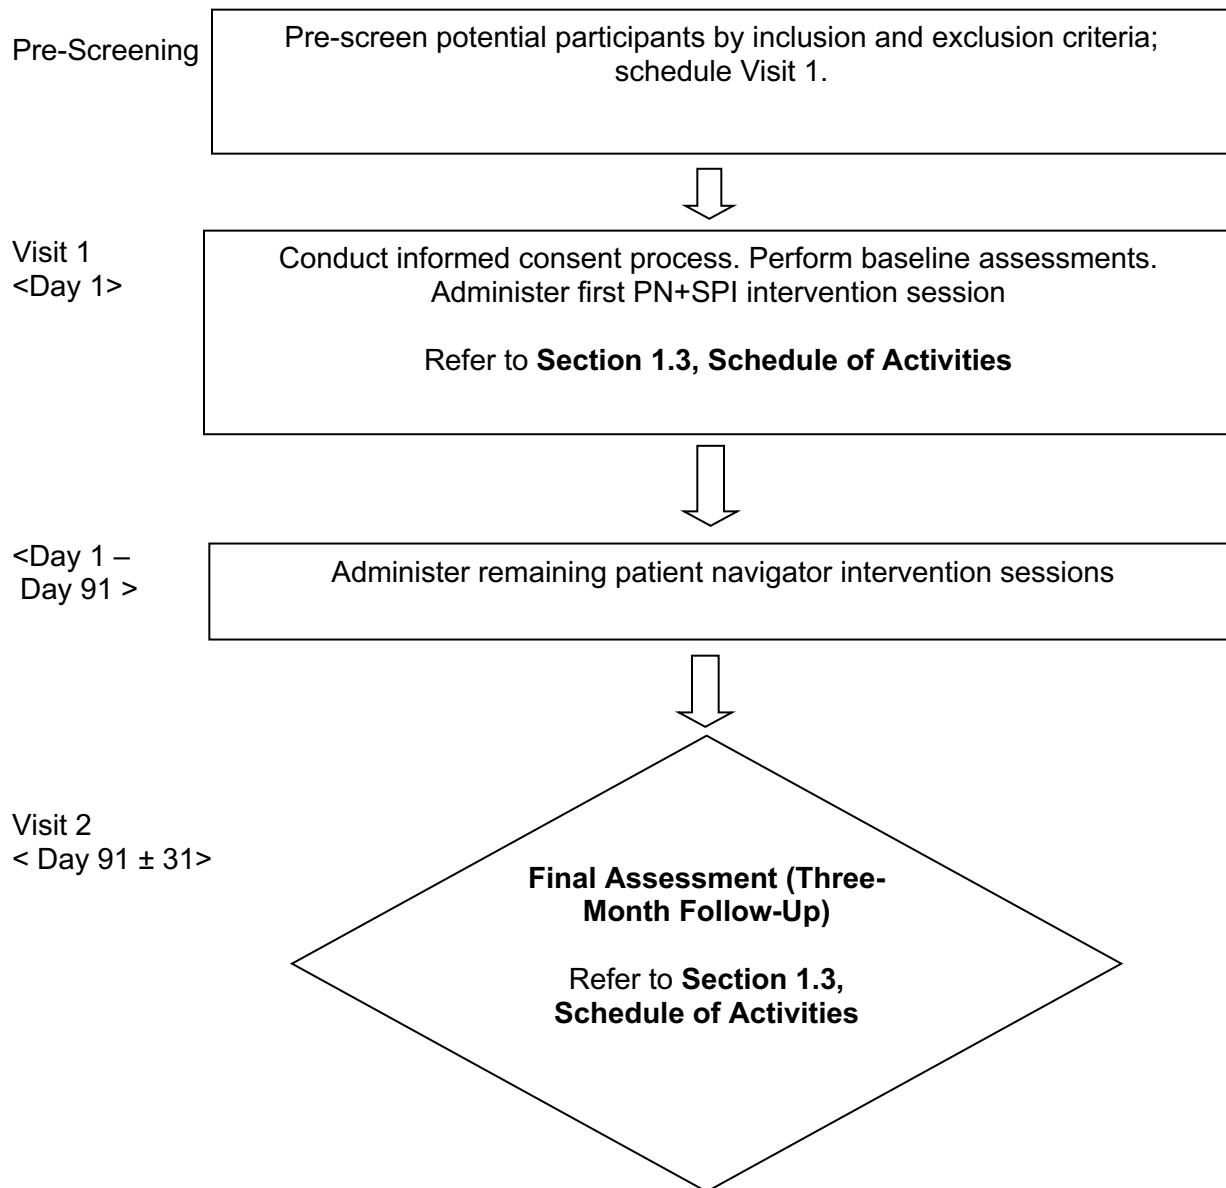 Pre-Screening
Pre-screen potential participants by inclusion and exclusion criteria;
schedule Visit 1.
Visit 1
<Day 1>
Conduct informed consent process. Perform baseline assessments.
Administer first PN+SPI intervention session
Refer to Section 1.3, Schedule of Activities
<Day 1 –
Day 91 >
Administer remaining patient navigator intervention sessions
Visit 2
< Day 91 ± 31>
Final Assessment (Three-
Month Follow-Up)
Refer to Section 1.3,
Schedule of Activities